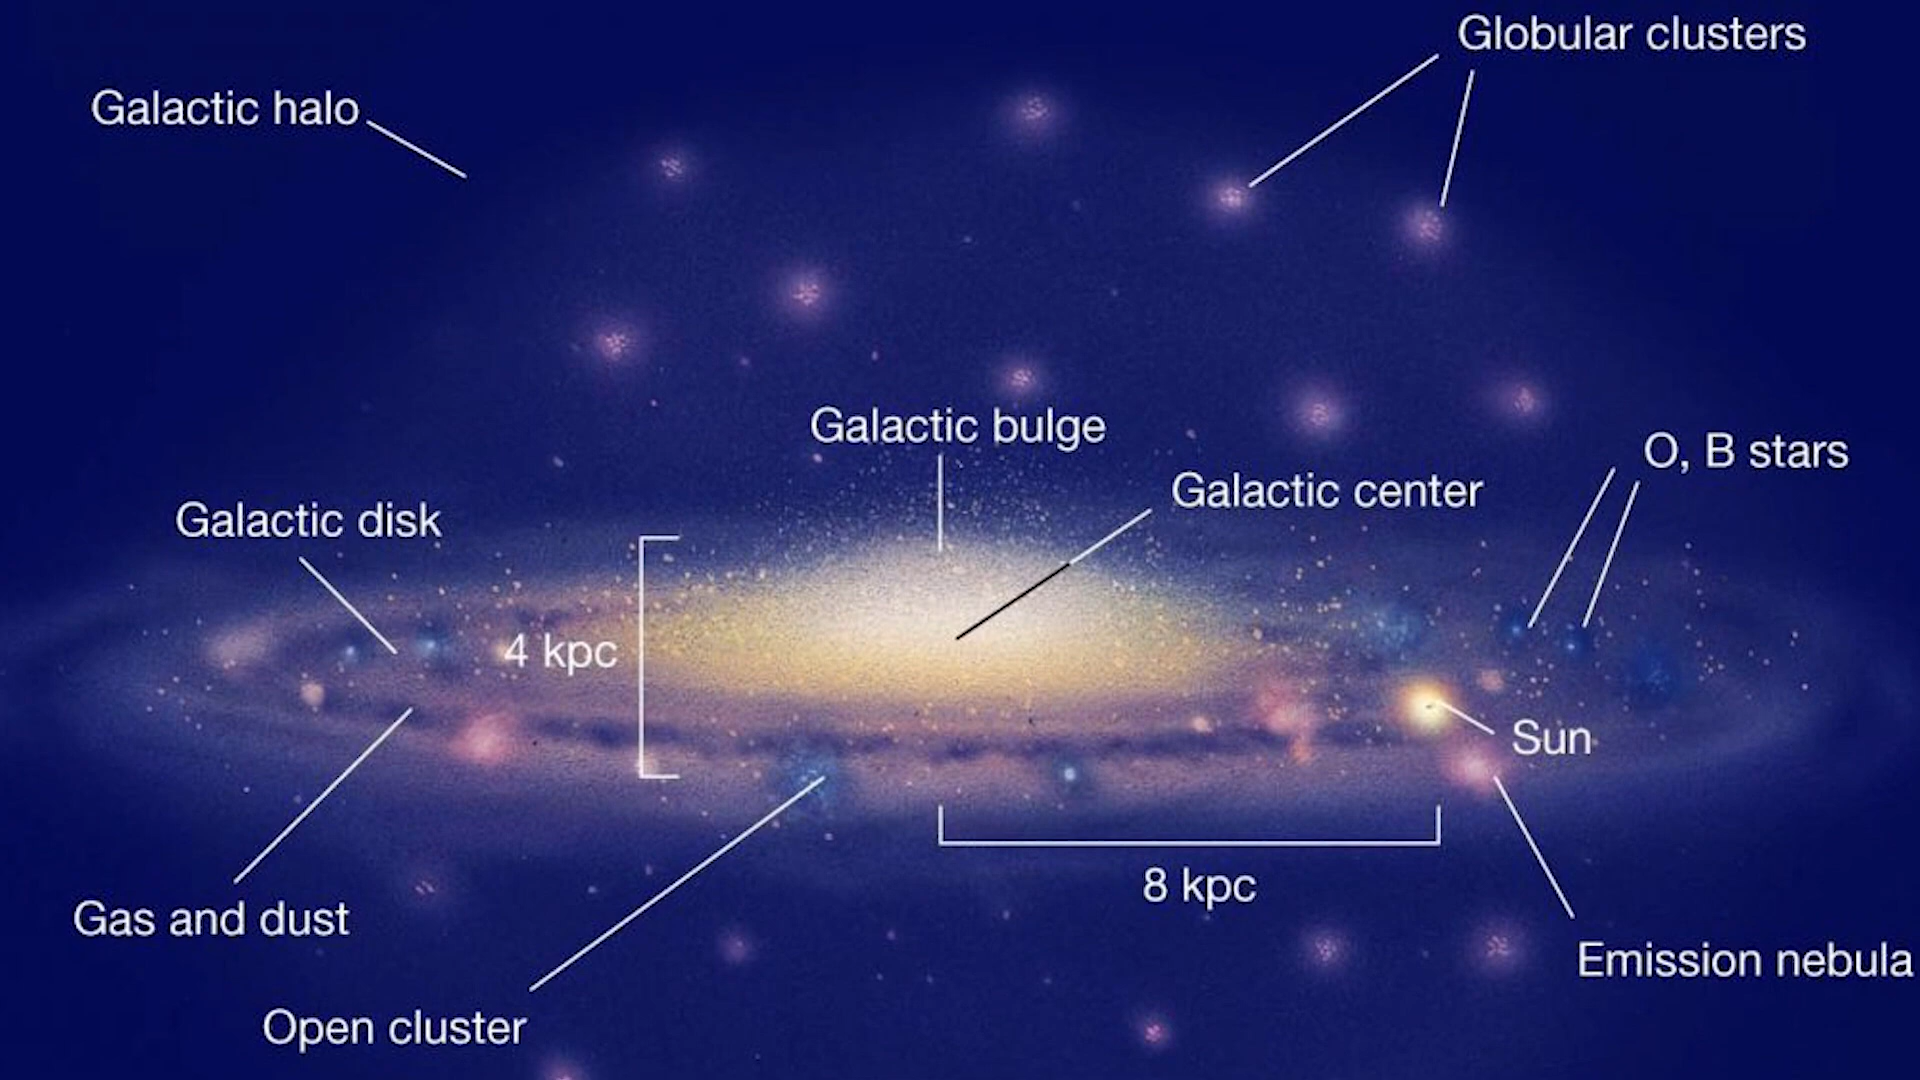 Globular clusters
Galactic halo
Galactic bulge
O, B stars
Galactic center
Galactic disk
4 kpc
Sun
8 kpc
Gas and dust
Emission nebula
Open cluster